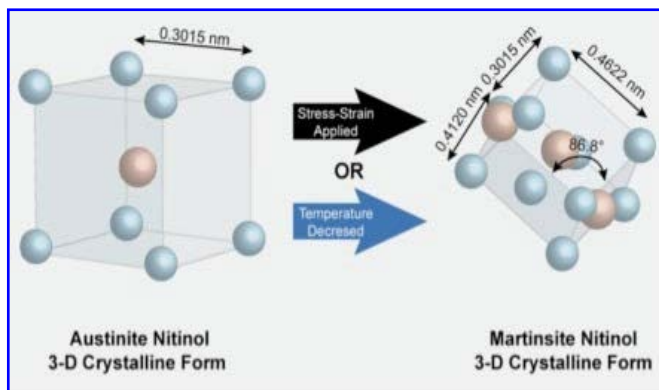 0.3015 nm
Stress-Strain
Applied
OR
Temperature
Decresed
0.4120 nm
0.3015 nm
0.4622 nm
86.8°
Austinite Nitinol
3-D Crystalline Form
Martinsite Nitinol
3-D Crystalline Form